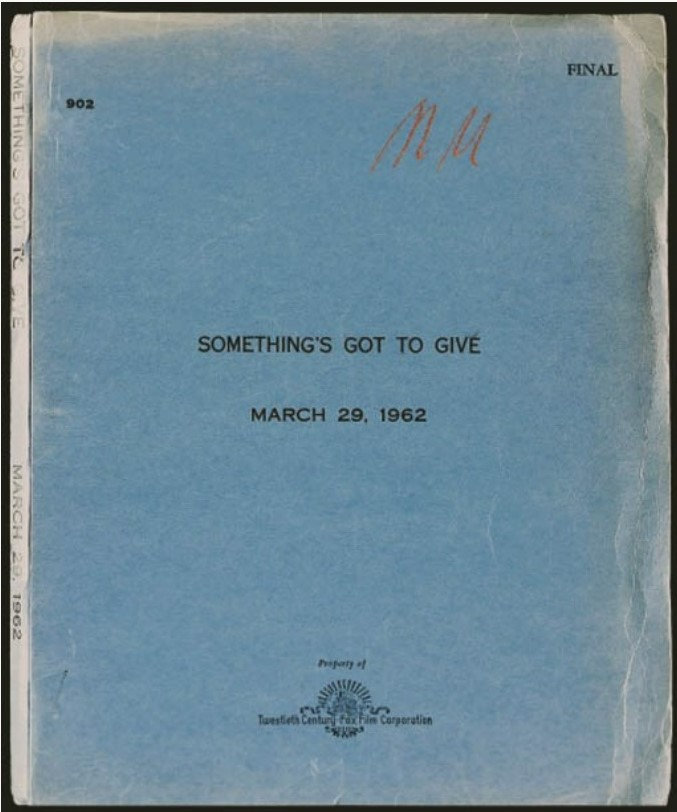 FINAL
902
MM
SOMETHING'S GOT TO GIVE
MARCH 29, 1962
Property of
Twentieth Century-Fox Film Corporation
SOMETHING'S GOT TO GIVE MARCH 29, 1962